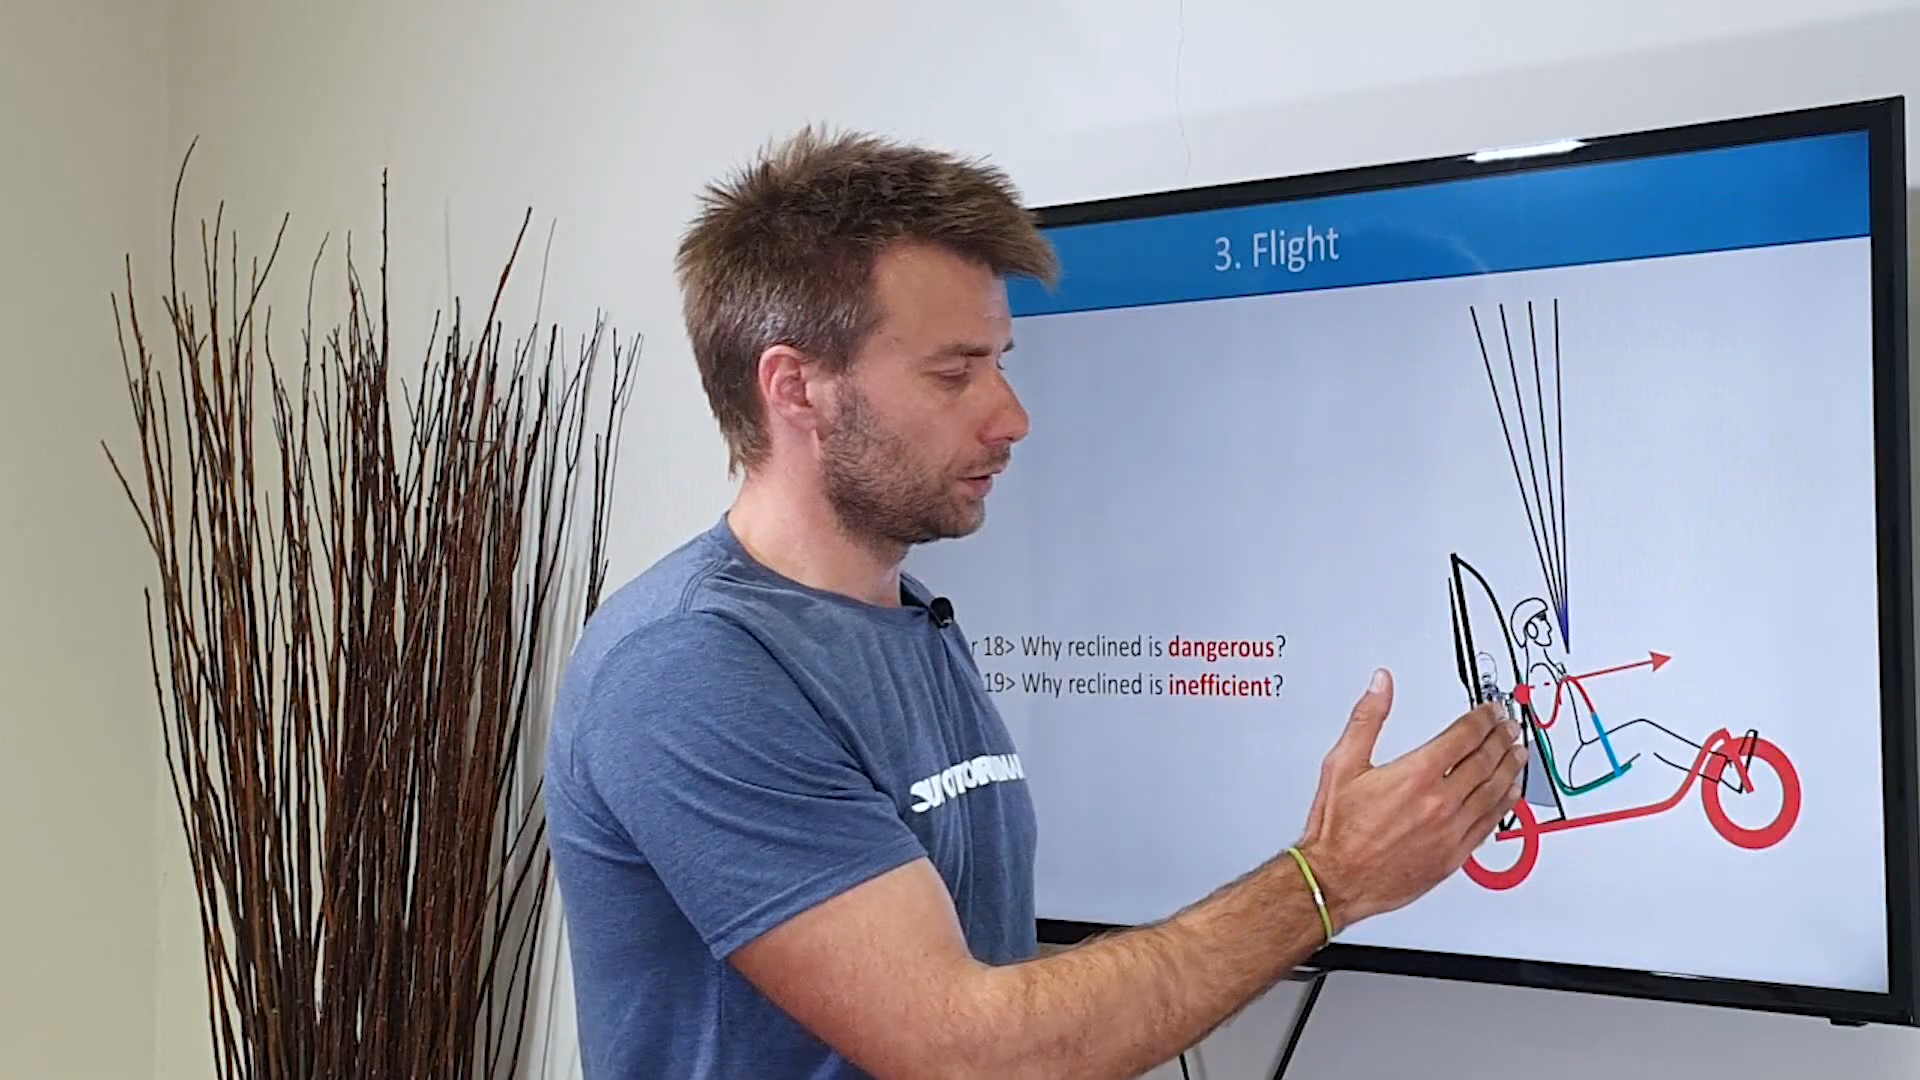 3. Flight
r 18> Why reclined is dangerous?
19> Why reclined is inefficient?